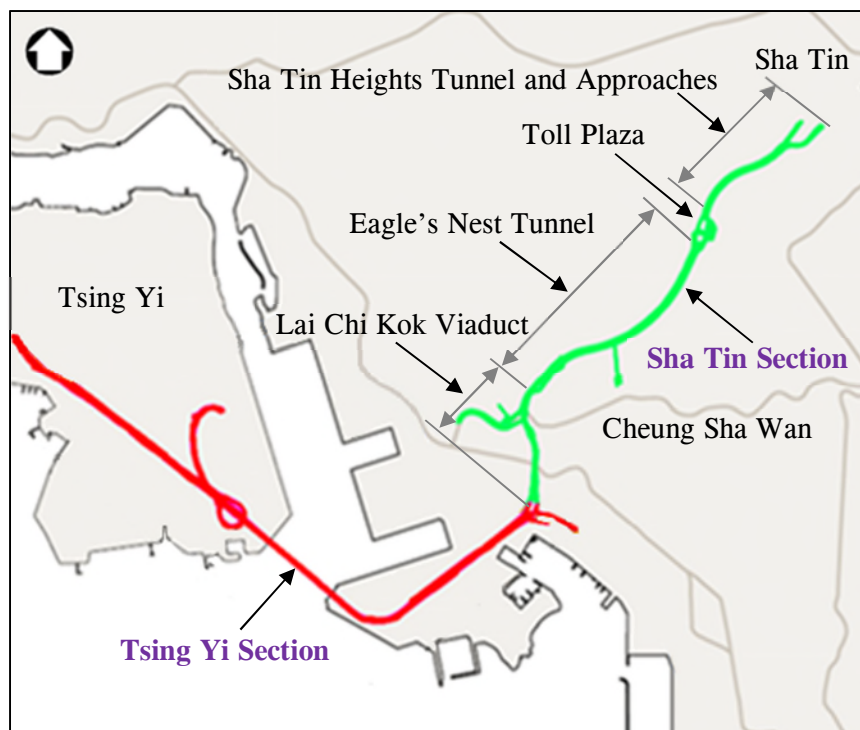 Sha Tin
Sha Tin Heights Tunnel and Approaches
Toll Plaza
Eagle’s Nest Tunnel
Tsing Yi
Lai Chi Kok Viaduct
Sha Tin Section
Cheung Sha Wan
Tsing Yi Section